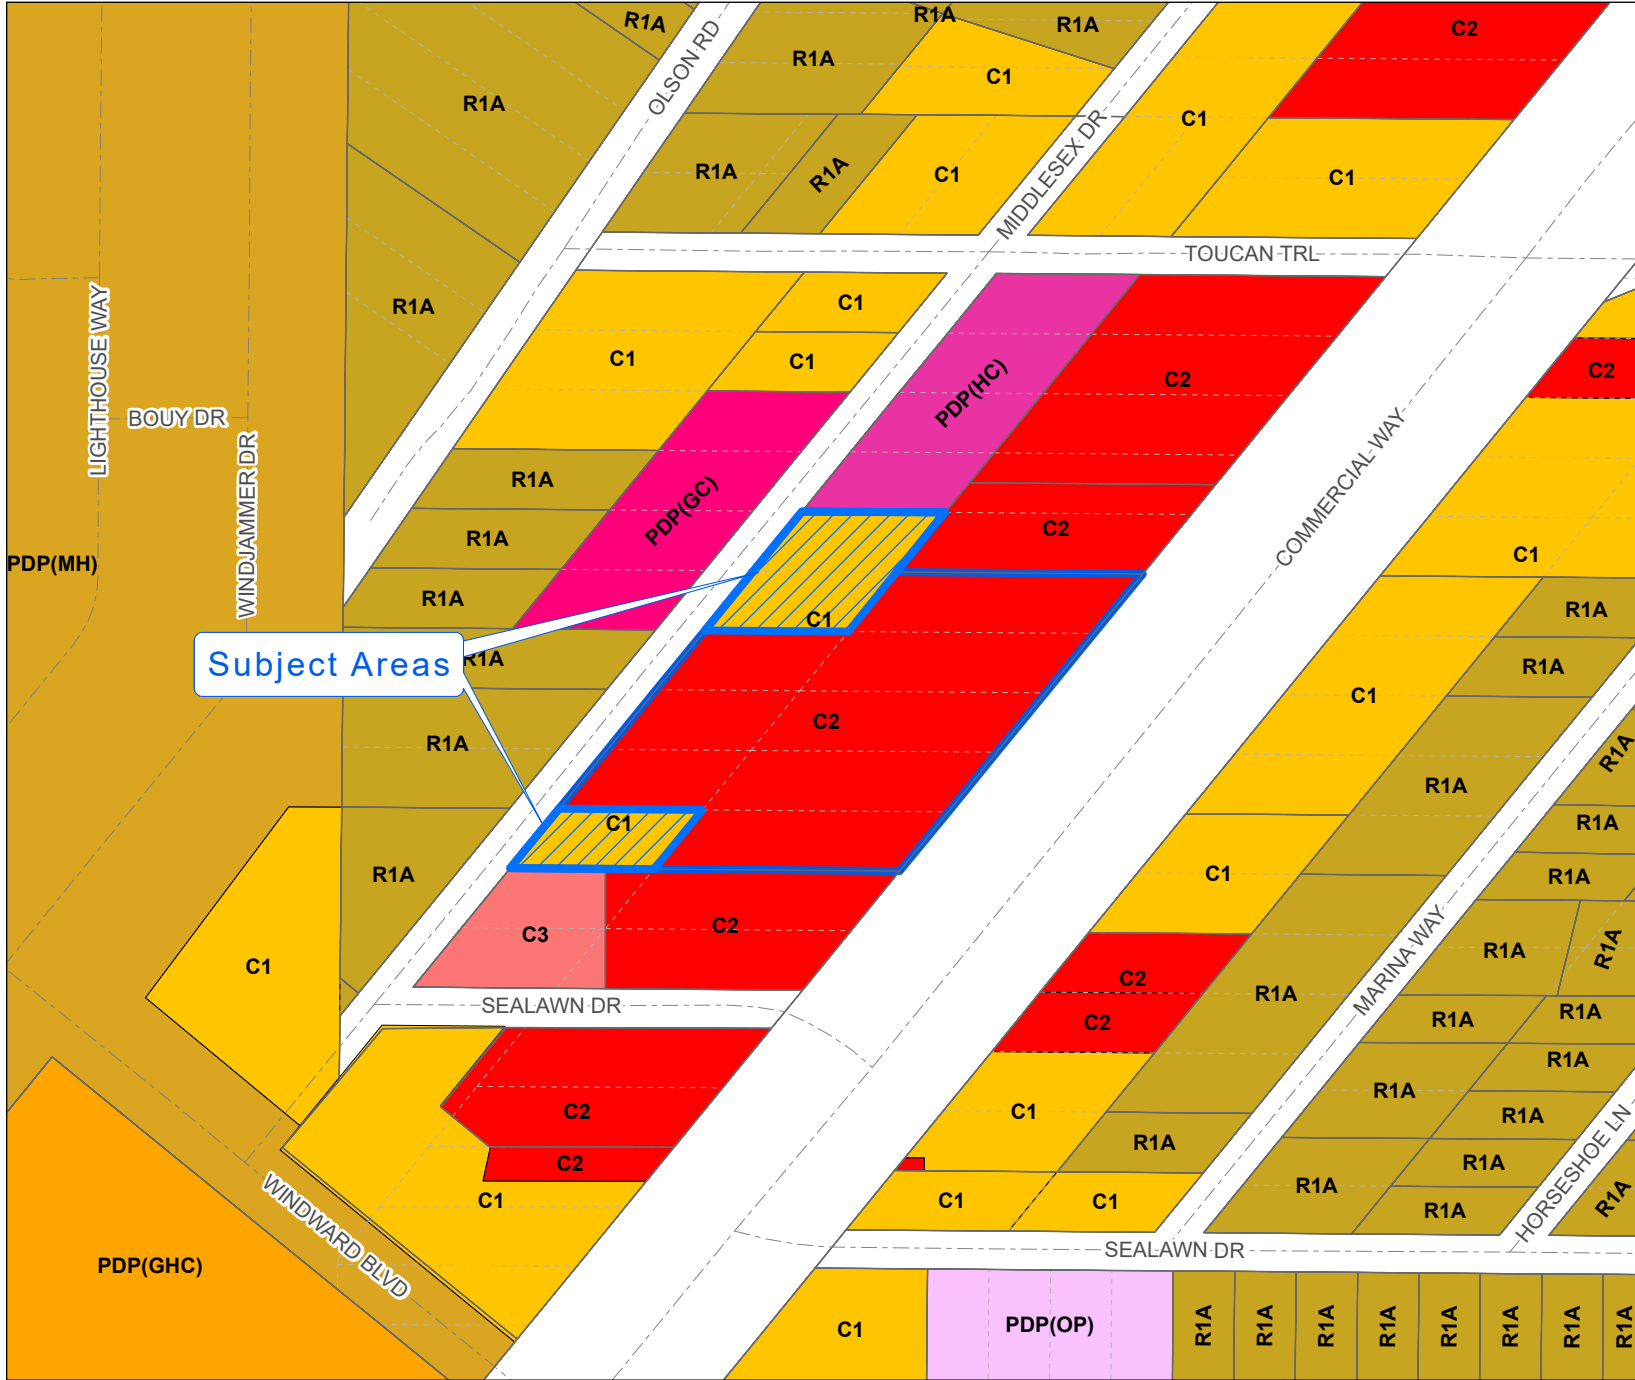 R1A
R1A
R1A
C2
OLSON RD
R1A
C1
R1A
MIDDLESEX DR
C1
R1A
R1A
C1
C1
TOUCAN TRL
LIGHTHOUSE WAY
R1A
C1
C1
C1
PDP(HC)
C2
C2
BOUY DR
COMMERCIAL WAY
WINDJAMMER DR
R1A
PDP(GC)
C2
R1A
C1
PDP(MH)
R1A
R1A
C1
Subject Areas
R1A
R1A
C1
C2
R1A
R1A
R1A
C1
R1A
R1A
C1
R1A
C3
C2
MARINA WAY
R1A
R1A
C1
C2
R1A
SEALAWN DR
C2
R1A
R1A
R1A
C2
C1
R1A
R1A
HORSESHOE LN
R1A
C2
R1A
R1A
WINDWARD BLVD
C1
C1
C1
R1A
R1A
SEALAWN DR
PDP(GHC)
C1
PDP(OP)
R1A
R1A
R1A
R1A
R1A
R1A
R1A
R1A